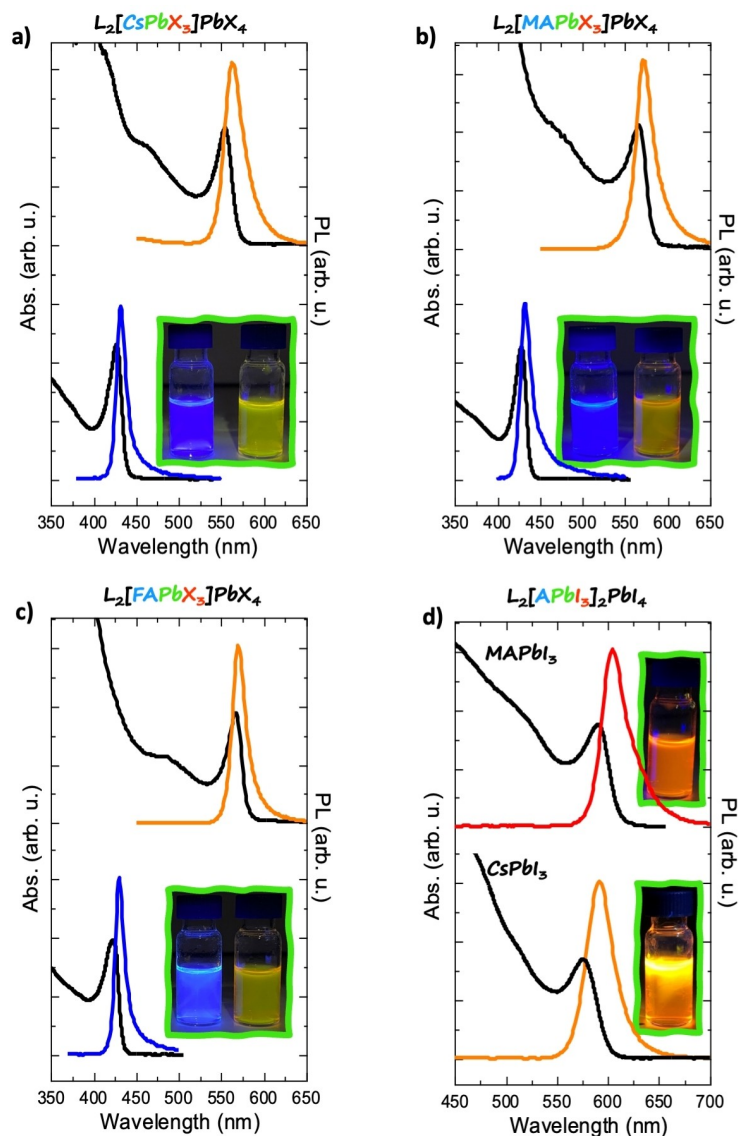 a)
L₂[CsPbX₃]PbX₄
Abs. (arb. u.)
PL (arb. u.)
350 400 450 500 550 600 650
Wavelength (nm)
b)
L₂[MAPbX₃]PbX₄
Abs. (arb. u.)
PL (arb. u.)
350 400 450 500 550 600 650
Wavelength (nm)
c)
L₂[FAPbX₃]PbX₄
Abs. (arb. u.)
PL (arb. u.)
350 400 450 500 550 600 650
Wavelength (nm)
d)
L₂[APbI₃]₂PbI₄
MAPbI₃
CsPbI₃
Abs. (arb. u.)
PL (arb. u.)
450 500 550 600 650 700
Wavelength (nm)